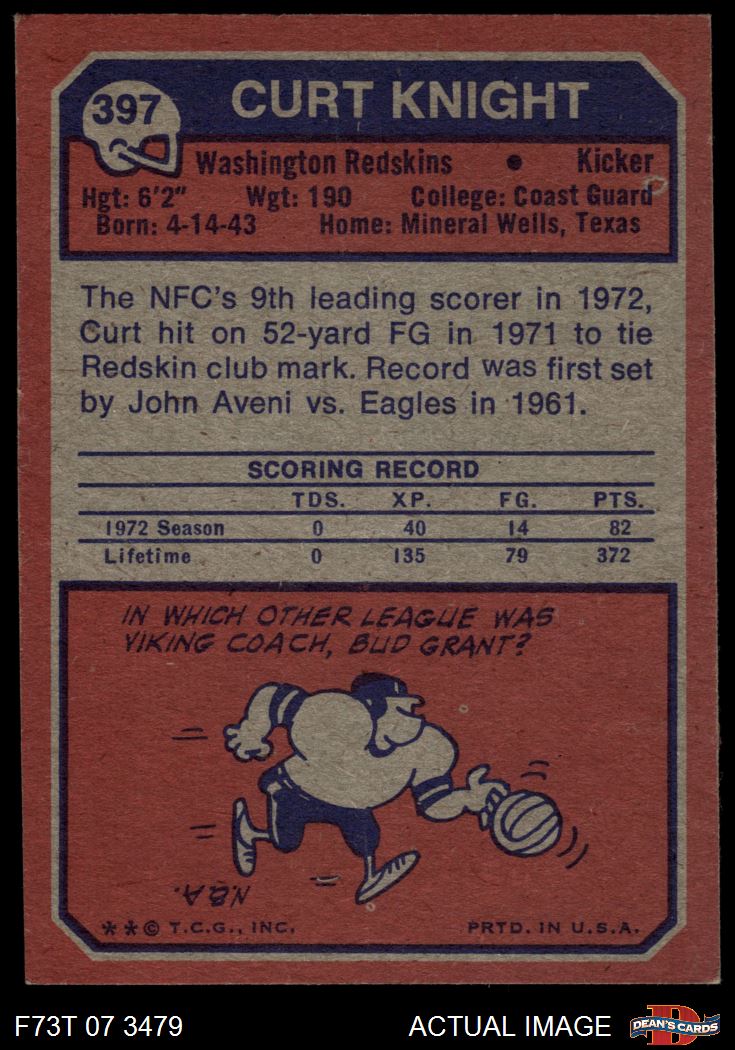 397
CURT KNIGHT
Washington Redskins • Kicker
Hgt: 6'2" Wgt: 190 College: Coast Guard
Born: 4-14-43 Home: Mineral Wells, Texas
The NFC's 9th leading scorer in 1972,
Curt hit on 52-yard FG in 1971 to tie
Redskin club mark. Record was first set
by John Aveni vs. Eagles in 1961.
SCORING RECORD
TDS. XP. FG. PTS.
1972 Season 0 40 14 82
Lifetime 0 135 79 372
IN WHICH OTHER LEAGUE WAS
VIKING COACH, BUD GRANT?
N.B.A.
**© T.C.G., INC. PRTD. IN U.S.A.
F73T 07 3479 ACTUAL IMAGE
D
DEAN'S CARDS